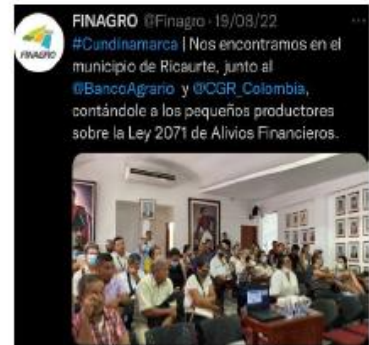 FINAGRO @Finagro · 19/08/22
FINAGRO
#Cundinamarca | Nos encontramos en el
municipio de Ricaurte, junto al
@BancoAgrario y @CGR_Colombia,
contándole a los pequeños productores
sobre la Ley 2071 de Alivios Financieros.